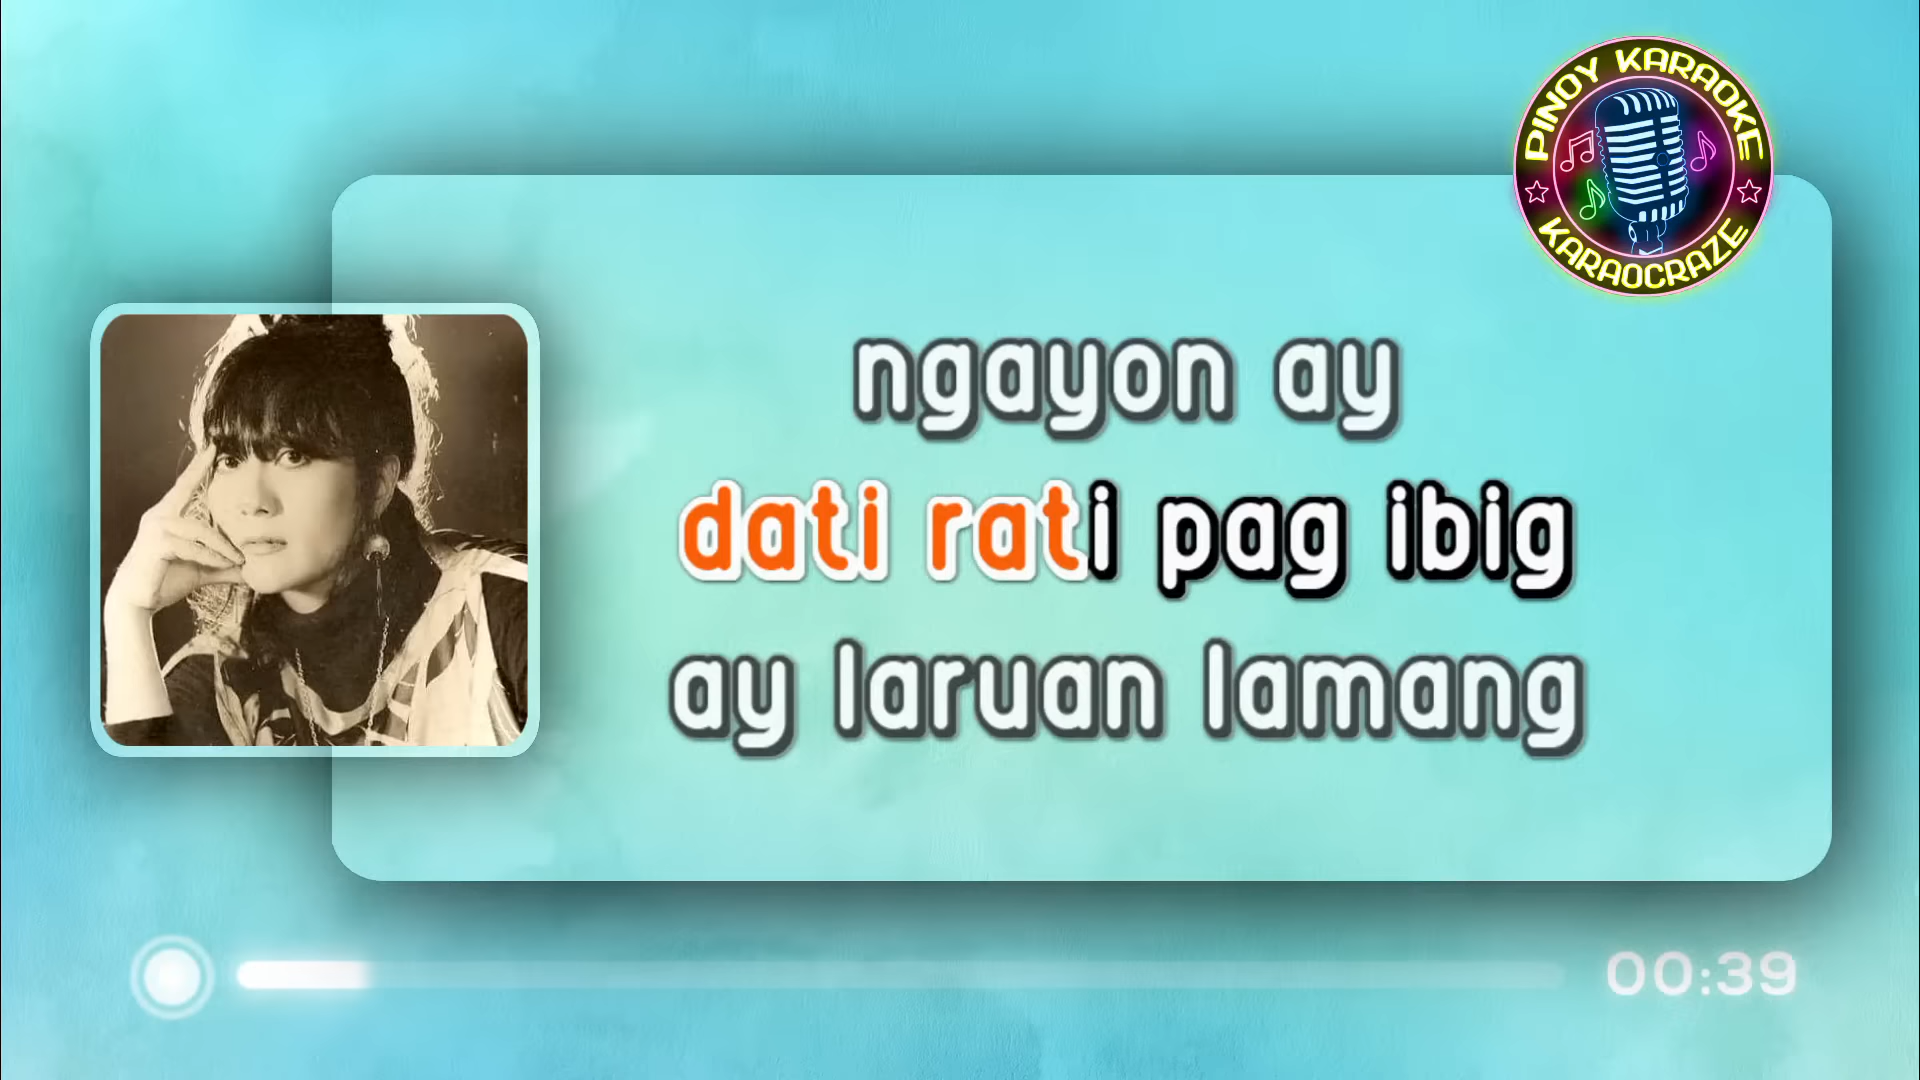 PINOY KARAOKE
KARAOCRAZE
ngayon ay
dati rati pag ibig
ay laruan lamang
00:39